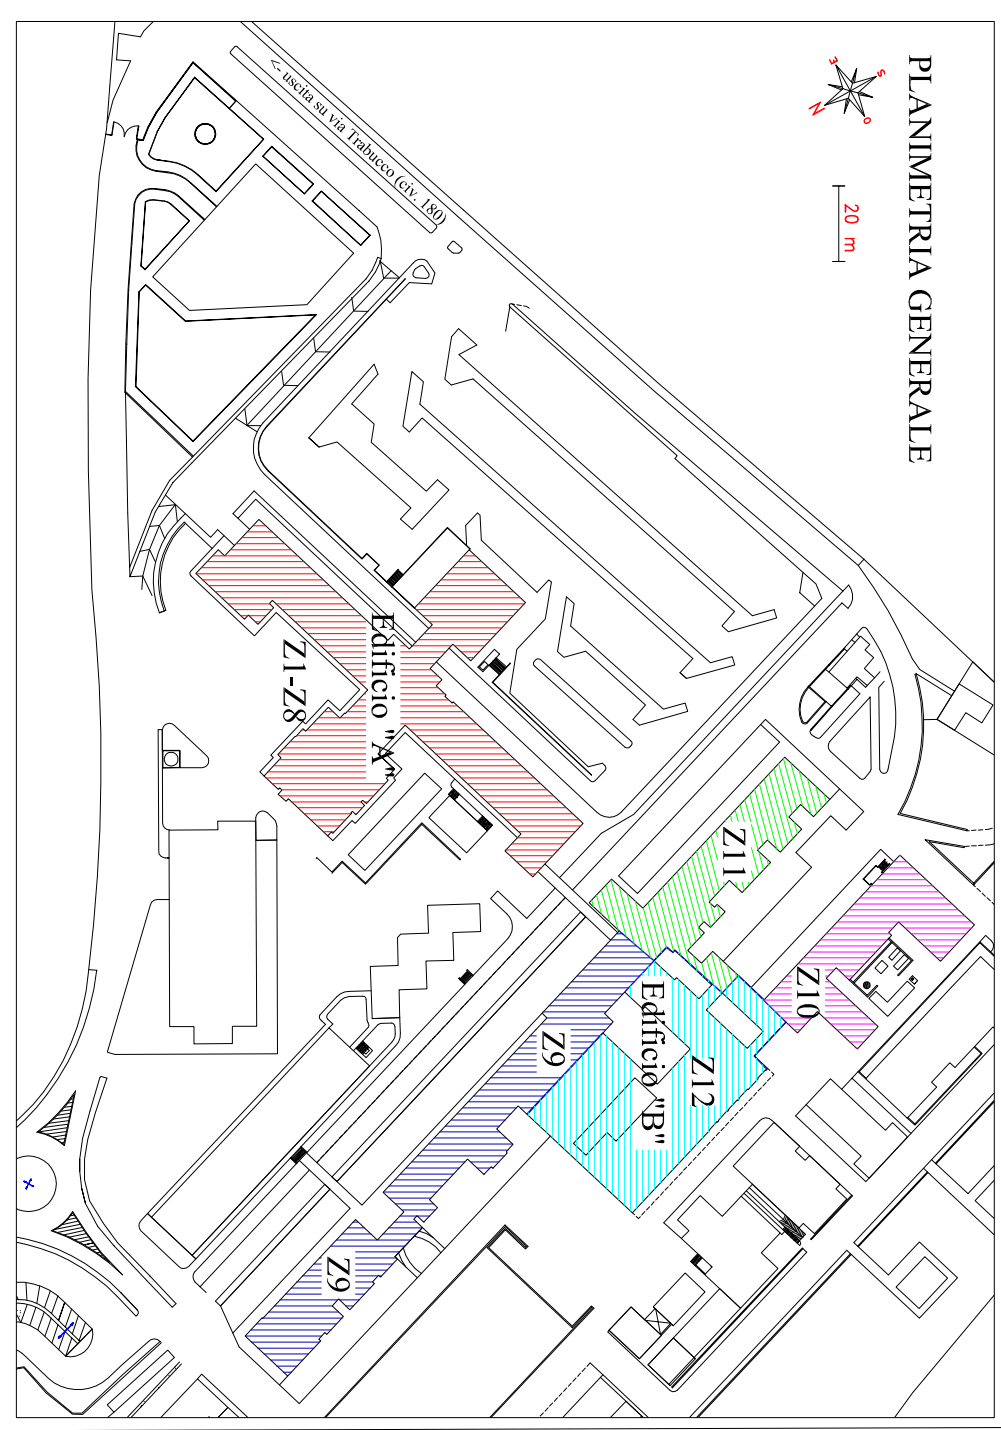 PLANIMETRIA GENERALE
E
S
N
O
20 m
<- uscita su via Trabucco (civ. 180)
Edificio "A"
Z1-Z8
Z11
Z10
Edificio "B"
Z12
Z9
Z9